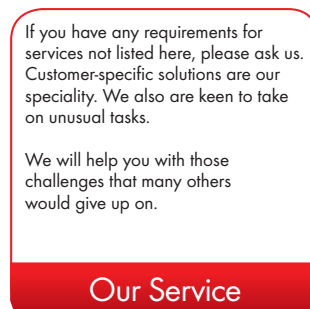 If you have any requirements for
services not listed here, please ask us.
Customer-specific solutions are our
speciality. We also are keen to take
on unusual tasks.
We will help you with those
challenges that many others
would give up on.
Our Service